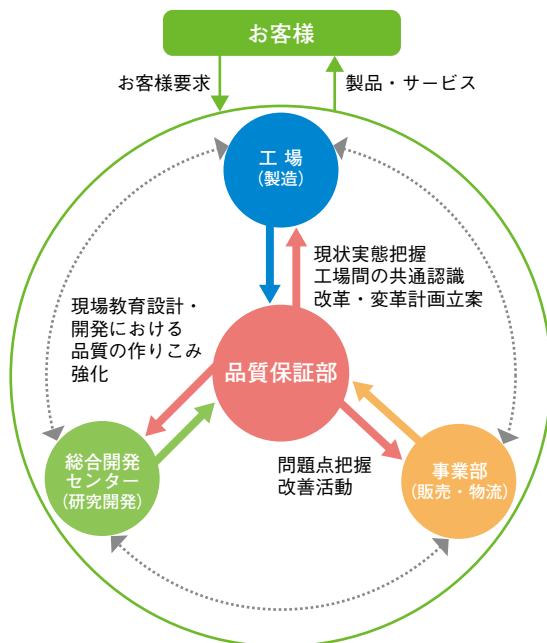 お客様
お客様要求
製品・サービス
工 場
(製造)
現状実態把握
工場間の共通認識
改革・変革計画立案
現場教育設計・
開発における
品質の作りこみ
強化
品質保証部
総合開発
センター
(研究開発)
問題点把握
改善活動
事業部
(販売・物流)